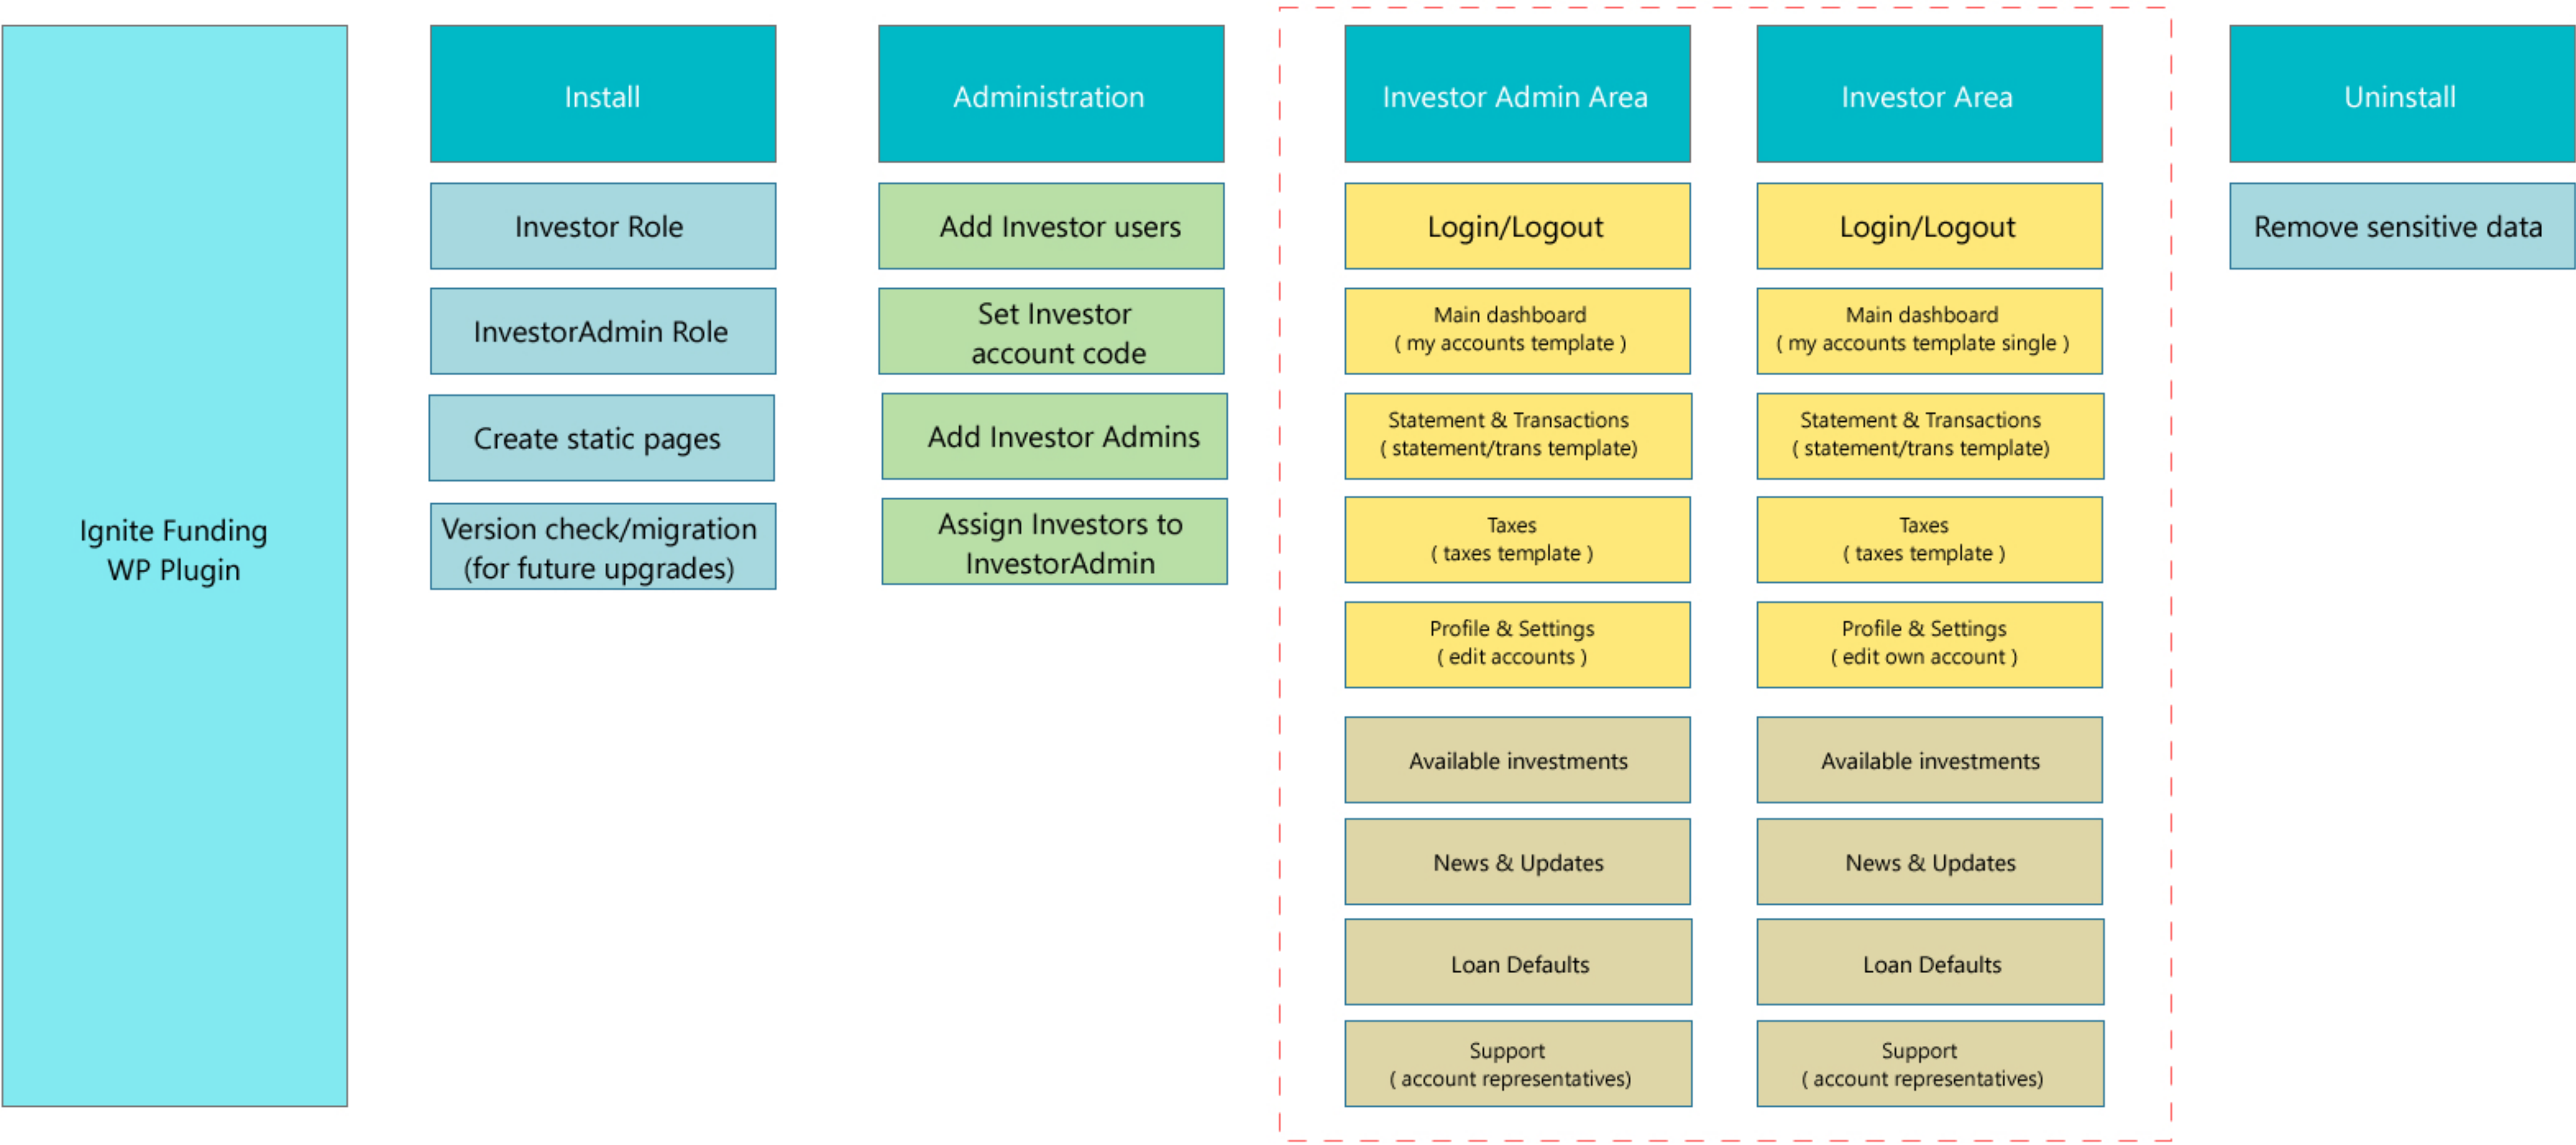 Ignite Funding
WP Plugin
Install
Investor Role
InvestorAdmin Role
Create static pages
Version check/migration
(for future upgrades)
Administration
Add Investor users
Set Investor
account code
Add Investor Admins
Assign Investors to
InvestorAdmin
Investor Admin Area
Login/Logout
Main dashboard
( my accounts template )
Statement & Transactions
( statement/trans template)
Taxes
( taxes template )
Profile & Settings
( edit accounts )
Available investments
News & Updates
Loan Defaults
Support
( account representatives)
Investor Area
Login/Logout
Main dashboard
( my accounts template single )
Statement & Transactions
( statement/trans template)
Taxes
( taxes template )
Profile & Settings
( edit own account )
Available investments
News & Updates
Loan Defaults
Support
( account representatives)
Uninstall
Remove sensitive data